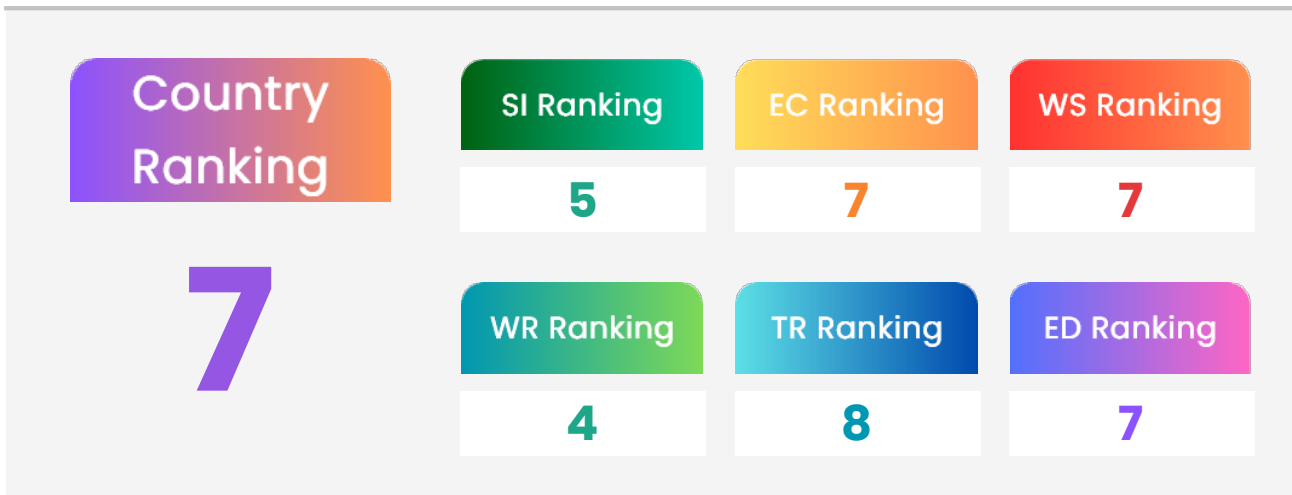 Country
Ranking
7
SI Ranking
5
EC Ranking
7
WS Ranking
7
WR Ranking
4
TR Ranking
8
ED Ranking
7